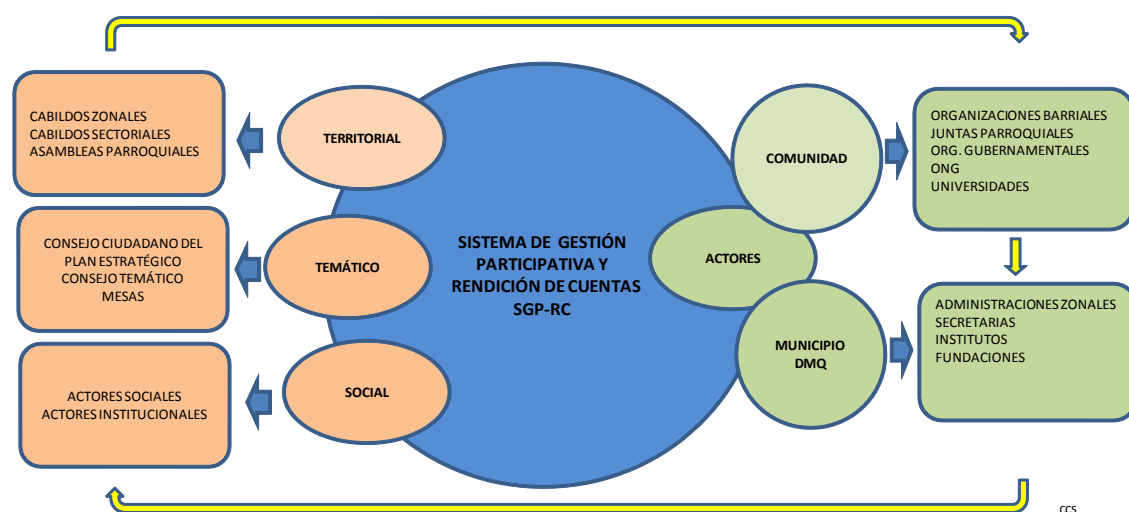 CABILDOS ZONALES
CABILDOS SECTORIALES
ASAMBLEAS PARROQUIALES
TERRITORIAL
CONSEJO CIUDADANO DEL
PLAN ESTRATÉGICO
CONSEJO TEMÁTICO
MESAS
TEMÁTICO
ACTORES SOCIALES
ACTORES INSTITUCIONALES
SOCIAL
SISTEMA DE GESTIÓN
PARTICIPATIVA Y
RENDICIÓN DE CUENTAS
SGP-RC
ACTORES
COMUNIDAD
ORGANIZACIONES BARRIALES
JUNTAS PARROQUIALES
ORG. GUBERNAMENTALES
ONG
UNIVERSIDADES
MUNICIPIO
DMQ
ADMINISTRACIONES ZONALES
SECRETARIAS
INSTITUTOS
FUNDACIONES
CCS